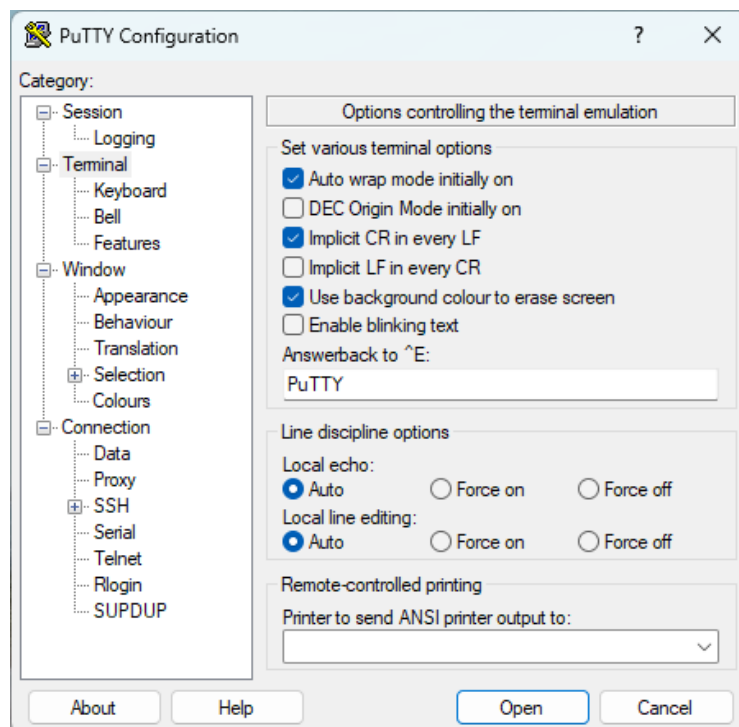 PuTTY Configuration
?
Category:
Session
Logging
Terminal
Keyboard
Bell
Features
Window
Appearance
Behaviour
Translation
Selection
Colours
Connection
Data
Proxy
SSH
Serial
Telnet
Rlogin
SUPDUP
Options controlling the terminal emulation
Set various terminal options
Auto wrap mode initially on
DEC Origin Mode initially on
Implicit CR in every LF
Implicit LF in every CR
Use background colour to erase screen
Enable blinking text
Answerback to ^E:
PuTTY
Line discipline options
Local echo:
Auto Force on Force off
Local line editing:
Auto Force on Force off
Remote-controlled printing
Printer to send ANSI printer output to:
About Help Open Cancel